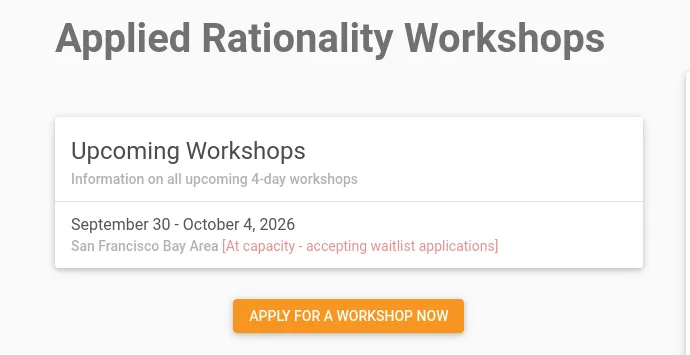 Applied Rationality Workshops
Upcoming Workshops
Information on all upcoming 4-day workshops
September 30 - October 4, 2026
San Francisco Bay Area [At capacity - accepting waitlist applications]
APPLY FOR A WORKSHOP NOW